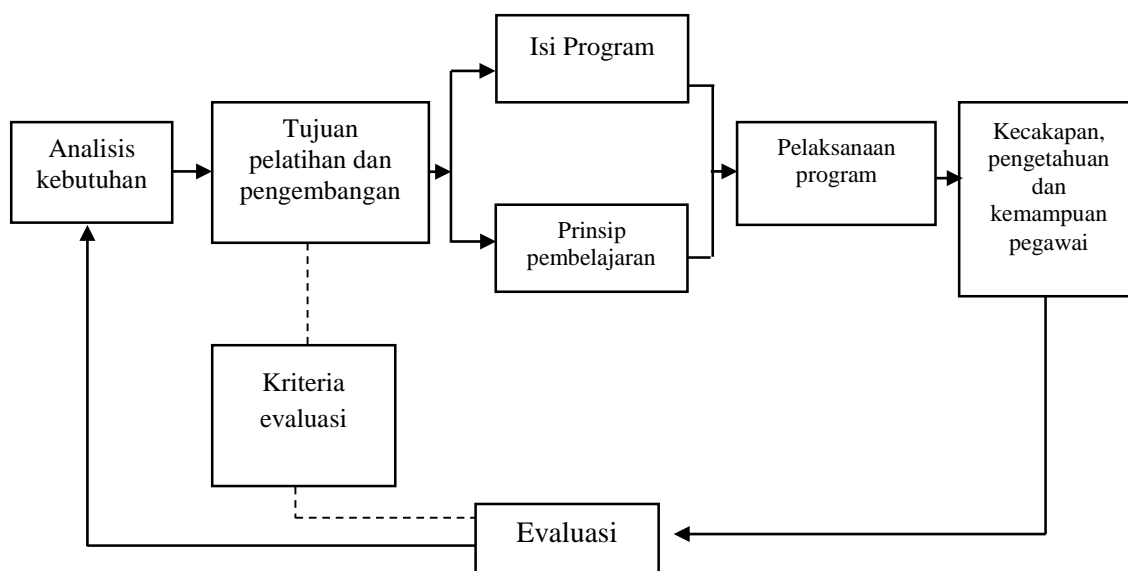 Analisis
kebutuhan
Tujuan
pelatihan dan
pengembangan
Isi Program
Prinsip
pembelajaran
Pelaksanaan
program
Kecakapan,
pengetahuan
dan
kemampuan
pegawai
Kriteria
evaluasi
Evaluasi